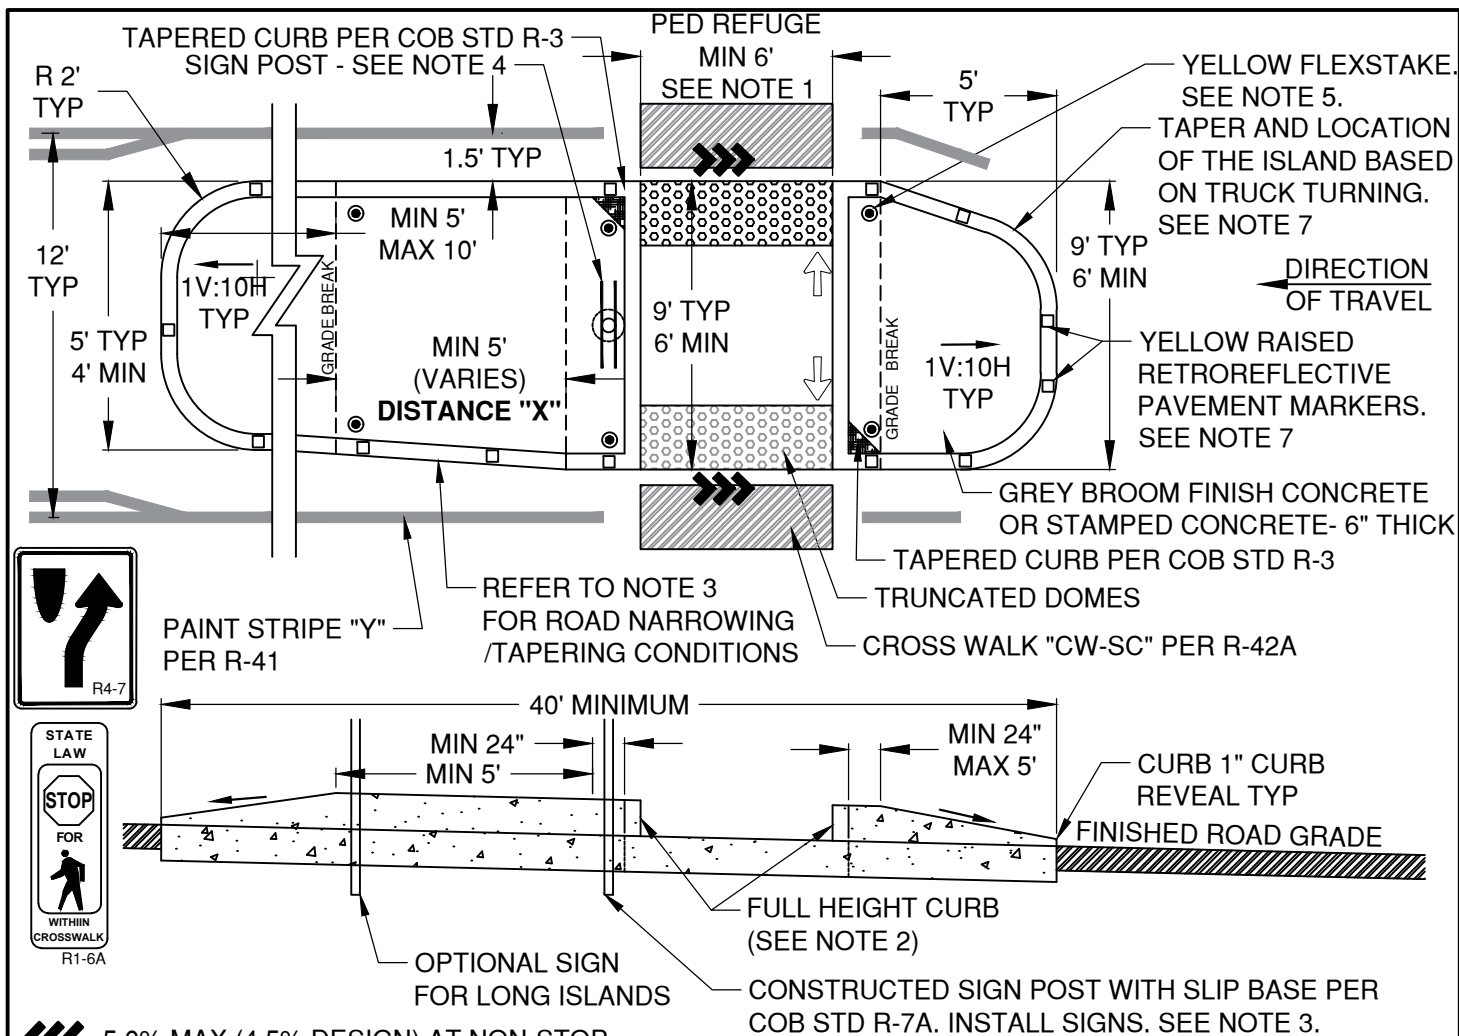 TAPERED CURB PER COB STD R-3
SIGN POST - SEE NOTE 4
PED REFUGE
MIN 6'
SEE NOTE 1
R 2'
TYP
5'
TYP
YELLOW FLEXSTAKE.
SEE NOTE 5.
TAPER AND LOCATION
OF THE ISLAND BASED
ON TRUCK TURNING.
SEE NOTE 7
1.5' TYP
MIN 5'
MAX 10'
12'
TYP
1V:10H
TYP
GRADE BREAK
5' TYP
4' MIN
MIN 5'
(VARIES)
DISTANCE "X"
9' TYP
6' MIN
GRADE BREAK
1V:10H
TYP
9' TYP
6' MIN
DIRECTION
OF TRAVEL
YELLOW RAISED
RETROREFLECTIVE
PAVEMENT MARKERS.
SEE NOTE 7
GREY BROOM FINISH CONCRETE
OR STAMPED CONCRETE- 6" THICK
TAPERED CURB PER COB STD R-3
TRUNCATED DOMES
CROSS WALK "CW-SC" PER R-42A
REFER TO NOTE 3
FOR ROAD NARROWING
/TAPERING CONDITIONS
PAINT STRIPE "Y"
PER R-41
R4-7
40' MINIMUM
MIN 24"
MIN 5'
MIN 24"
MAX 5'
CURB 1" CURB
REVEAL TYP
FINISHED ROAD GRADE
STATE
LAW
STOP
FOR
WITHIIN
CROSSWALK
R1-6A
FULL HEIGHT CURB
(SEE NOTE 2)
OPTIONAL SIGN
FOR LONG ISLANDS
CONSTRUCTED SIGN POST WITH SLIP BASE PER
COB STD R-7A. INSTALL SIGNS. SEE NOTE 3.
5.0% MAX (4.5% DESIGN) AT NON-STOP